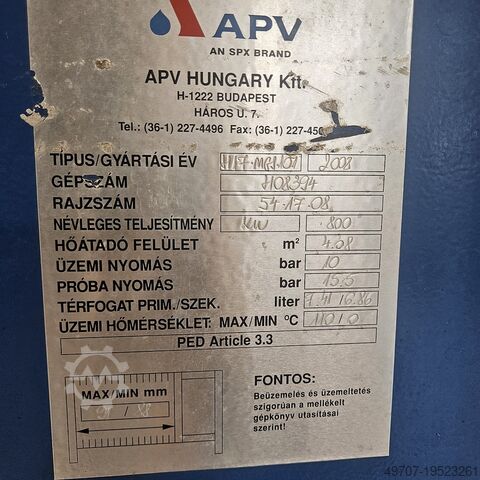 APV
AN SPX BRAND
APV HUNGARY Kft.
H-1222 BUDAPEST
HÁROS U. 7.
Tel.: (36-1) 227-4496 Fax: (36-1) 227-450
TIPUS/GYÁRTÁSI ÉV 2008
GÉPSZÁM H08394
RAJZSZÁM 54.17.08.
NÉVLEGES TELJESÍTMÉNY kW 800
HŐÁTADÓ FELÜLET m² 4.08
ÜZEMI NYOMÁS bar 10
PRÓBA NYOMÁS bar 15.5
TÉRFOGAT PRIM./SZEK. liter
ÜZEMI HŐMÉRSÉKLET: MAX/MIN °C 110/0
PED Article 3.3
MAX/MIN mm
FONTOS:
Beüzemelés és üzemeltetés
szigorúan a mellékelt
gépkönyv utasításai
szerint!
49707-19523261